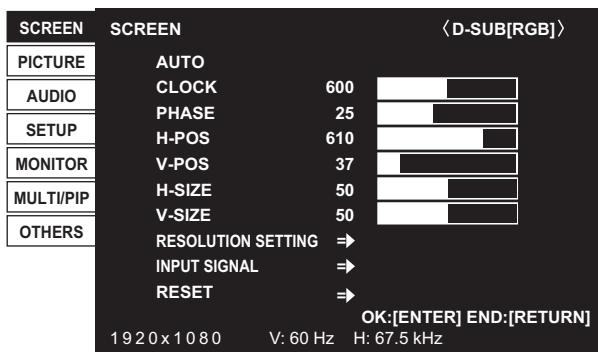 SCREEN
PICTURE
AUDIO
SETUP
MONITOR
MULTI/PIP
OTHERS
SCREEN 〈D-SUB[RGB]〉
AUTO
CLOCK 600
PHASE 25
H-POS 610
V-POS 37
H-SIZE 50
V-SIZE 50
RESOLUTION SETTING
INPUT SIGNAL
RESET
OK:[ENTER] END:[RETURN]
1920x1080 V: 60 Hz H: 67.5 kHz